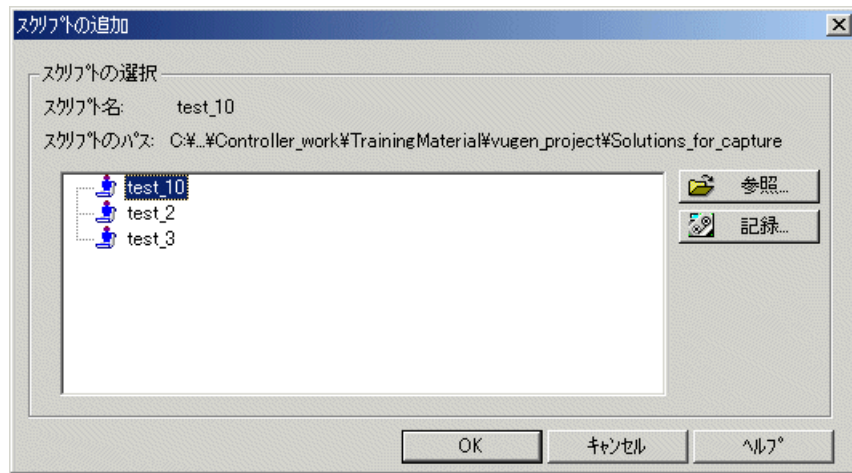 スクリプトの追加
スクリプトの選択
スクリプト名: test_10
スクリプトのパス: C:¥...¥Controller_work¥TrainingMaterial¥vugen_project¥Solutions_for_capture
test_10
test_2
test_3
参照...
記録...
OK
キャンセル
ヘルプ